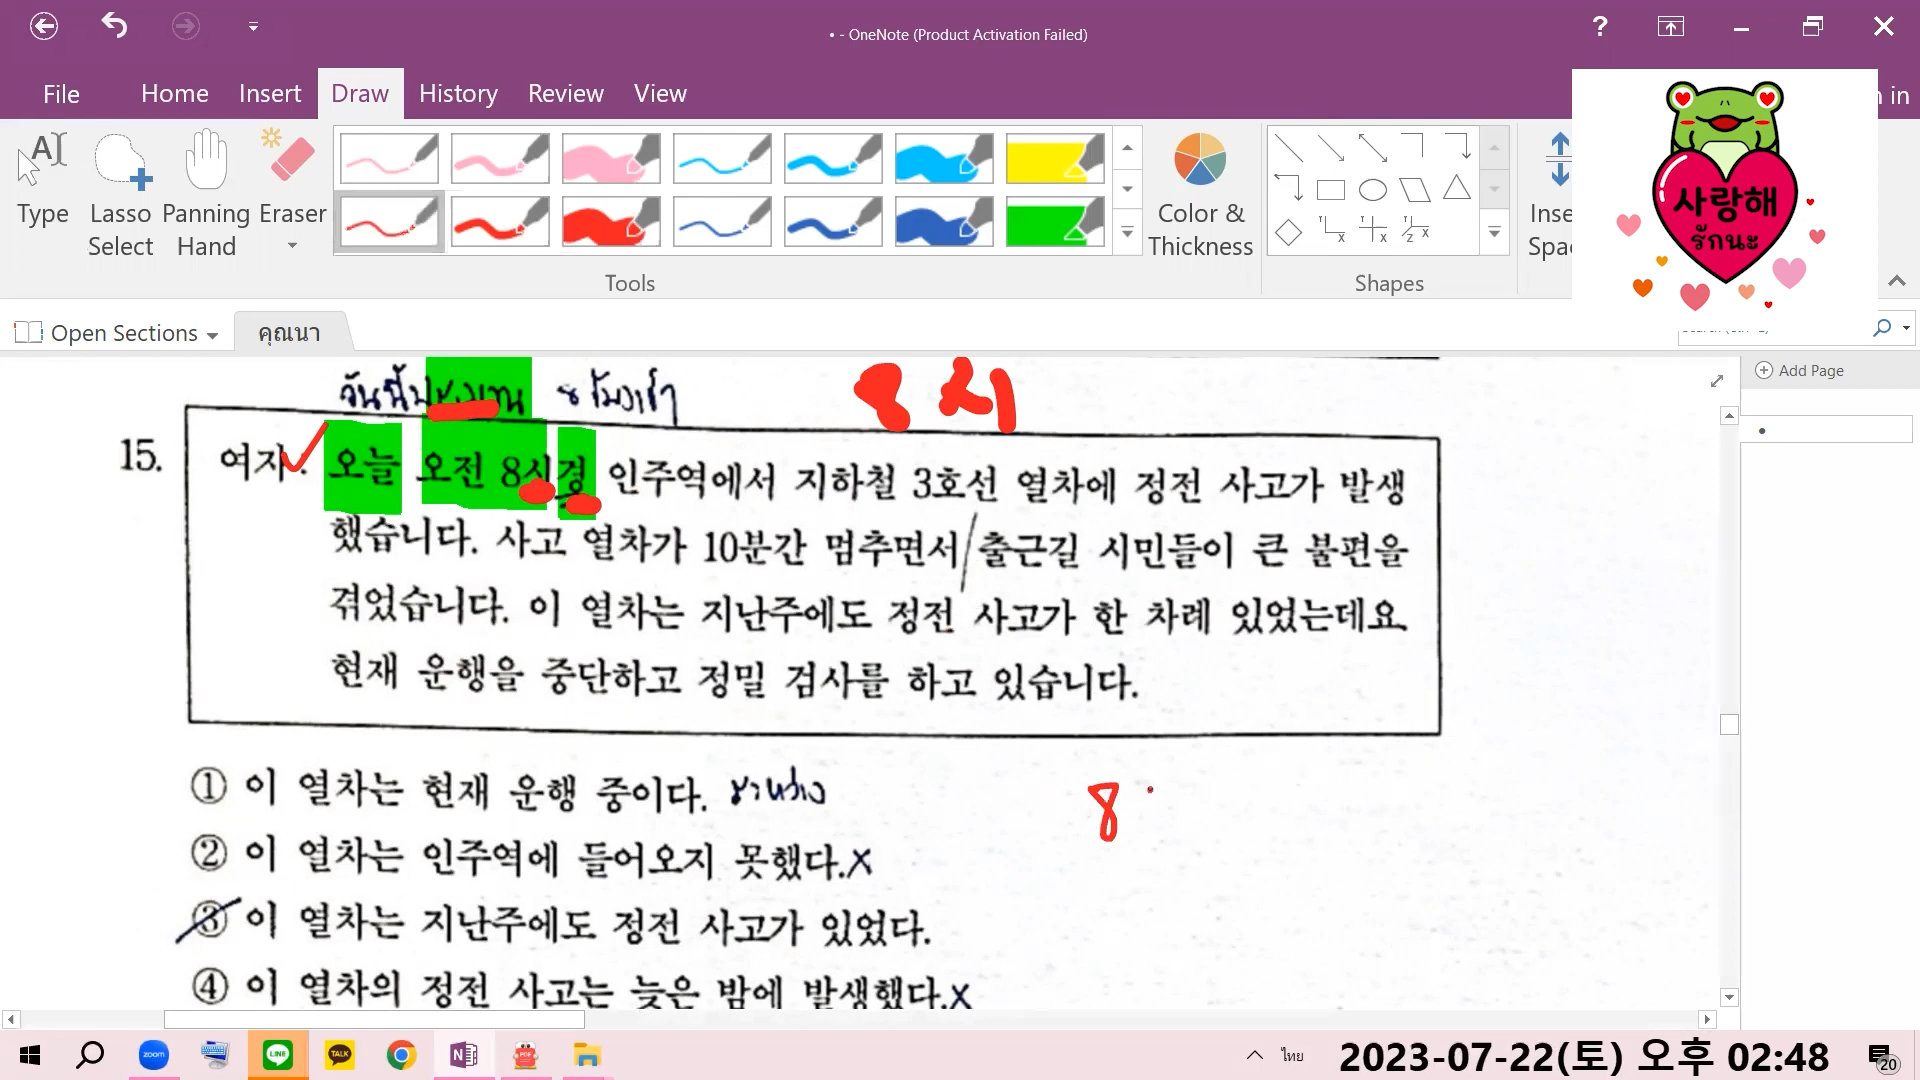 • - OneNote (Product Activation Failed)
File Home Insert Draw History Review View
in
Type
Lasso Select
Panning Hand
Eraser
Color & Thickness
Tools
Shapes
사랑해
รักนะ
Open Sections
คุณนา
Add Page
8 시
15. 여자: 오늘 오전 8시경 인주역에서 지하철 3호선 열차에 정전 사고가 발생
했습니다. 사고 열차가 10분간 멈추면서/출근길 시민들이 큰 불편을
겪었습니다. 이 열차는 지난주에도 정전 사고가 한 차례 있었는데요.
현재 운행을 중단하고 정밀 검사를 하고 있습니다.
① 이 열차는 현재 운행 중이다.
8
② 이 열차는 인주역에 들어오지 못했다.X
③ 이 열차는 지난주에도 정전 사고가 있었다.
④ 이 열차의 정전 사고는 늦은 밤에 발생했다.X
zoom
LINE
TALK
PDF
ไทย
2023-07-22(토) 오후 02:48
20